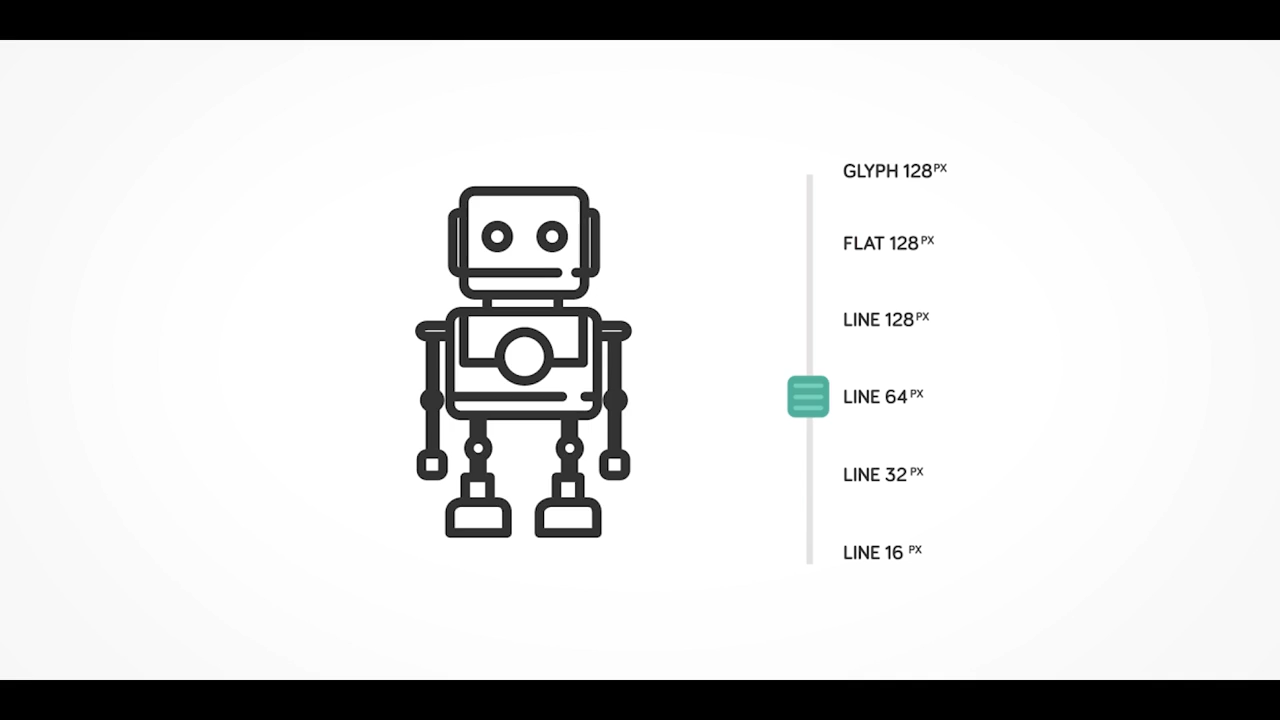 GLYPH 128PX
FLAT 128PX
LINE 128PX
LINE 64PX
LINE 32PX
LINE 16PX